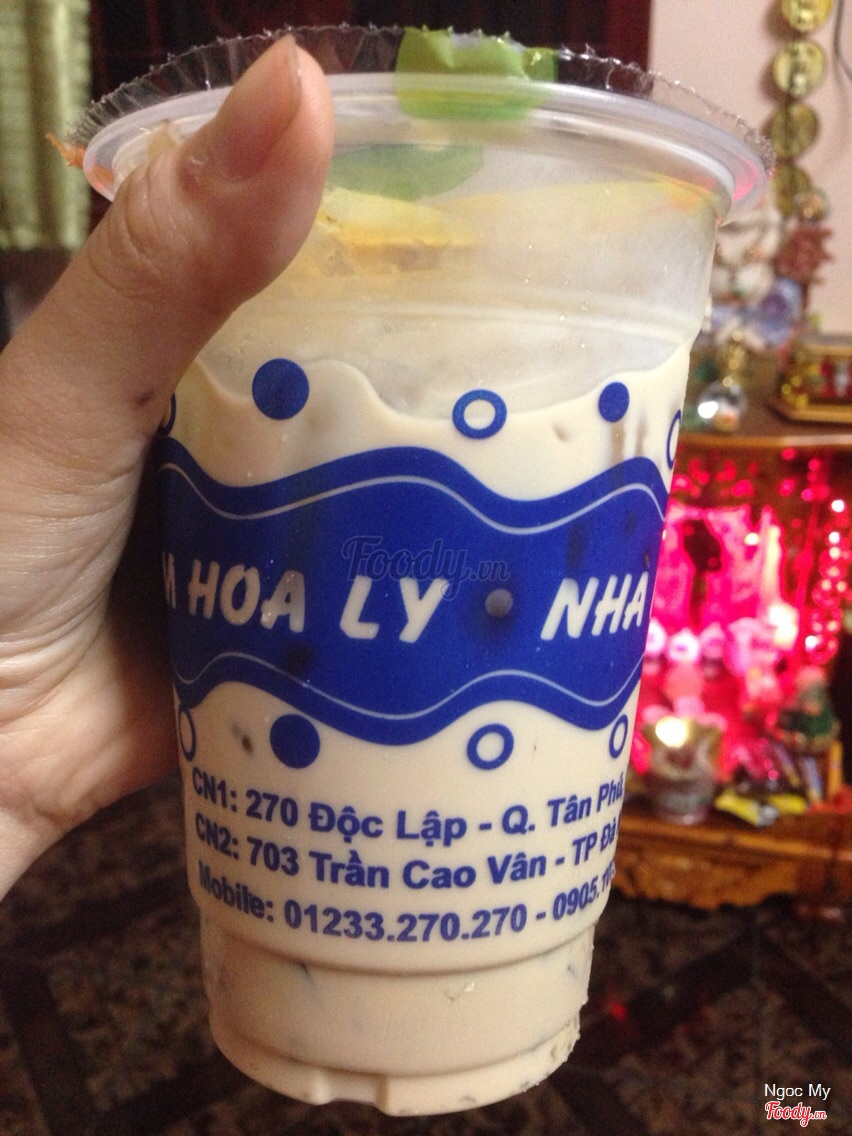 Foody.vn
HOA LY • NHÀ
CN1: 270 Độc Lập - Q. Tân Phú,
CN2: 703 Trần Cao Vân - TP
Mobile: 01233.270.270 - 0905.
Ngoc My
Foody.vn